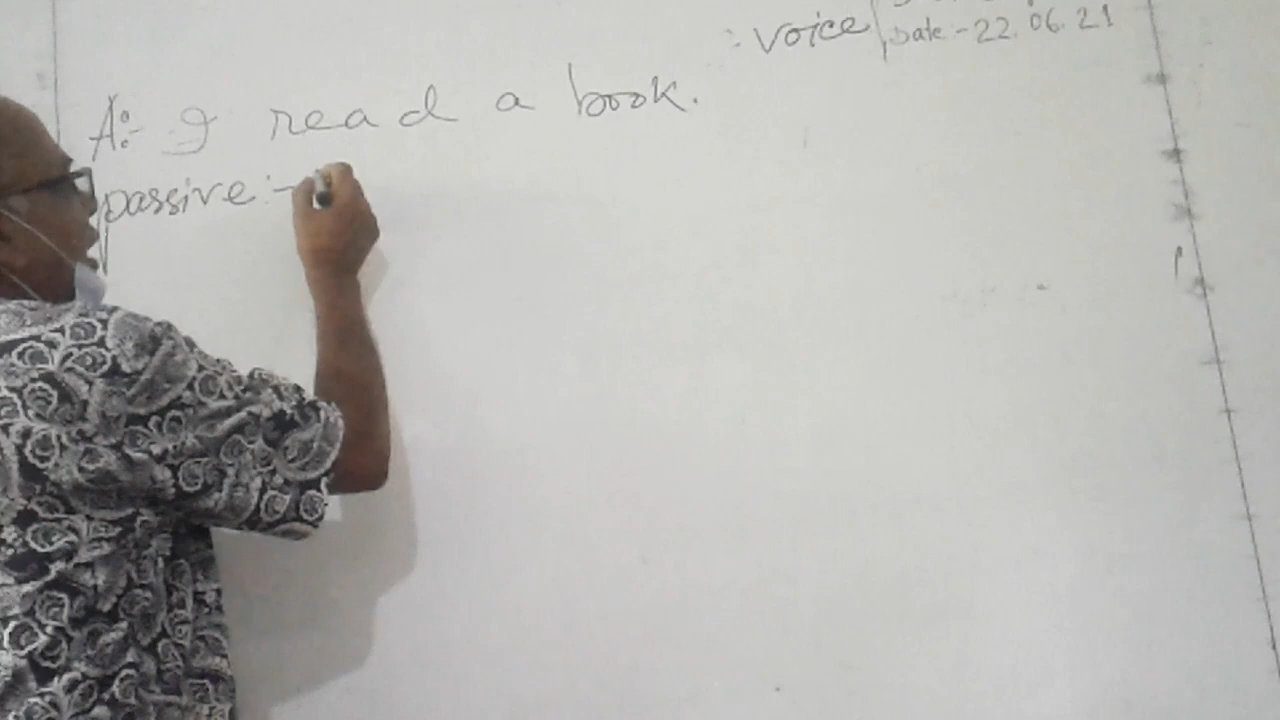 : voice
Date:- 22.06.21
A:- I read a book.
passive:-